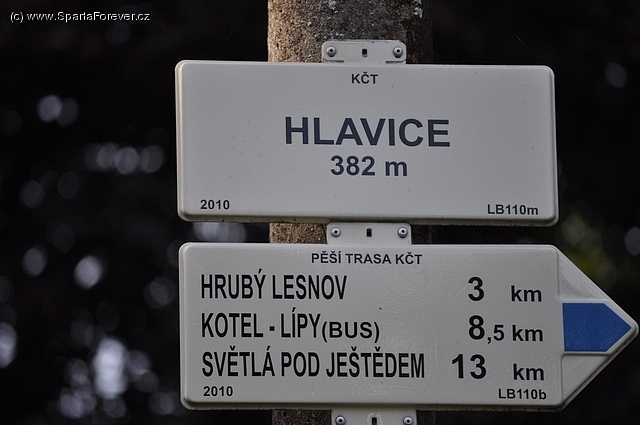 (c) www.SpartaForever.cz
KČT
HLAVICE
382 m
2010 LB110m
PĚŠÍ TRASA KČT
HRUBÝ LESNOV 3 km
KOTEL - LÍPY (BUS) 8,5 km
SVĚTLÁ POD JEŠTĚDEM 13 km
2010 LB110b